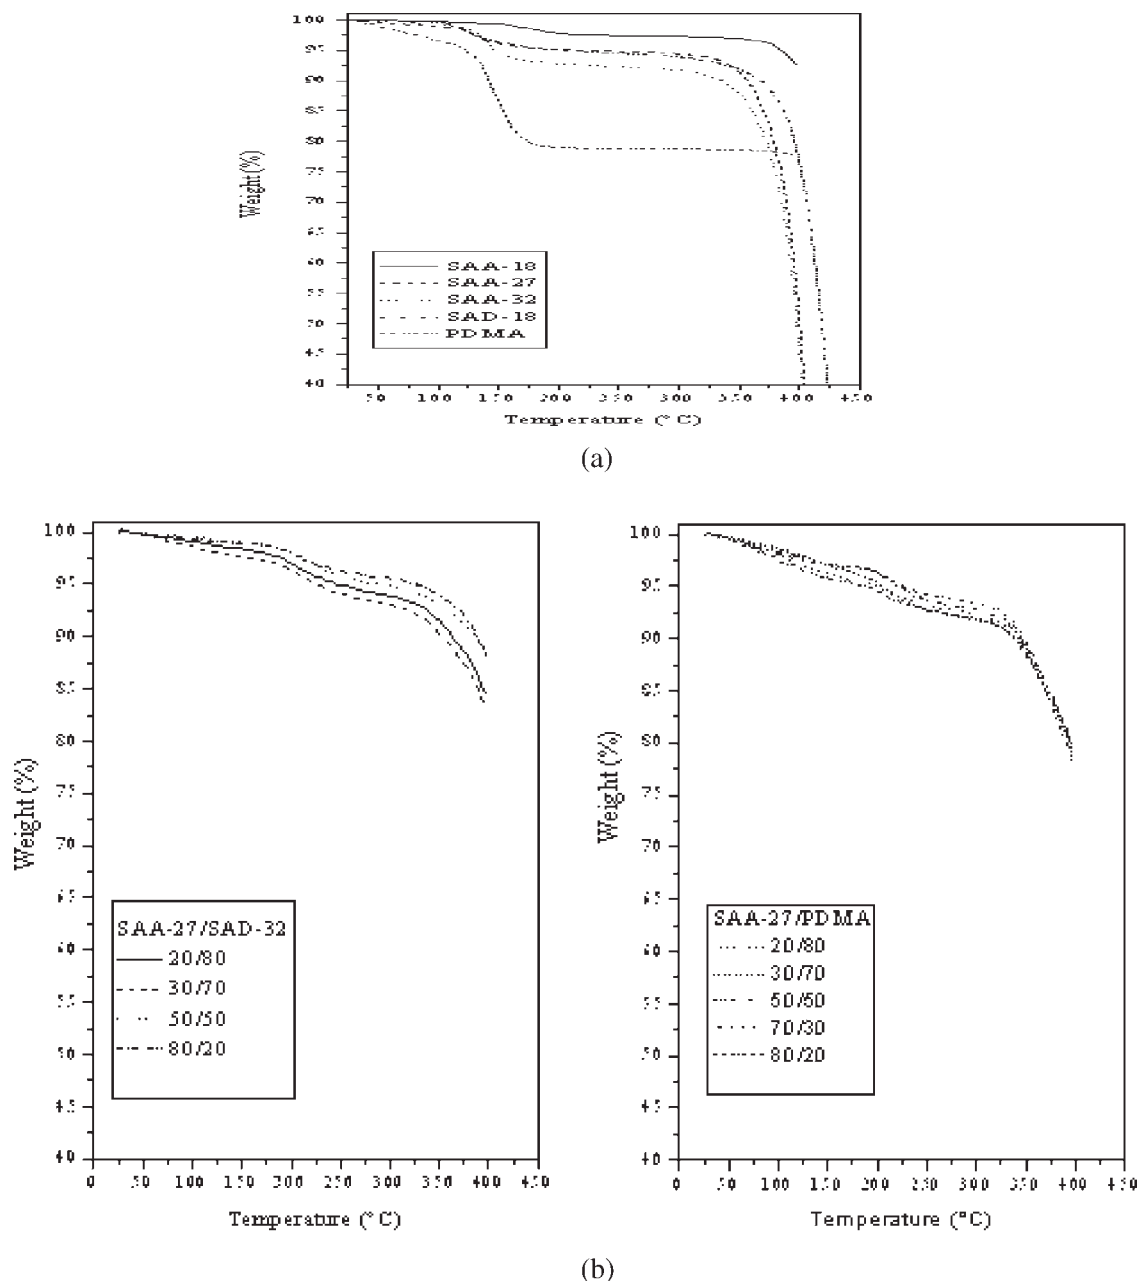 100
95
90
85
80
75
70
65
60
55
50
45
40
Weight (%)
SAA-18
SAA-27
SAA-32
SAD-18
PDMA
50 100 150 200 250 300 350 400 450
Temperature (° C)
(a)
100
95
90
85
80
75
70
65
60
55
50
45
40
Weight (%)
SAA-27/SAD-32
20/80
30/70
50/50
80/20
0 50 100 150 200 250 300 350 400 450
Temperature (° C)
100
95
90
85
80
75
70
65
60
55
50
45
40
Weight (%)
SAA-27/PDMA
20/80
30/70
50/50
70/30
80/20
0 50 100 150 200 250 300 350 400 450
Temperature (°C)
(b)